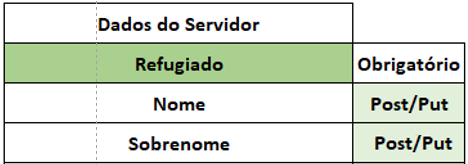 Dados do Servidor
Refugiado Obrigatório
Nome Post/Put
Sobrenome Post/Put